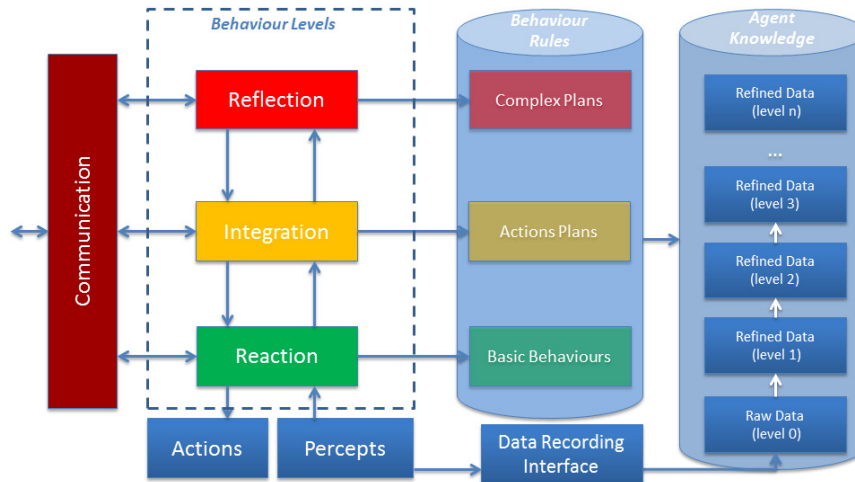 Behaviour Levels
Behaviour
Rules
Agent
Knowledge
Communication
Reflection
Complex Plans
Refined Data
(level n)
...
Integration
Actions Plans
Refined Data
(level 3)
Refined Data
(level 2)
Reaction
Basic Behaviours
Refined Data
(level 1)
Raw Data
(level 0)
Actions
Percepts
Data Recording
Interface